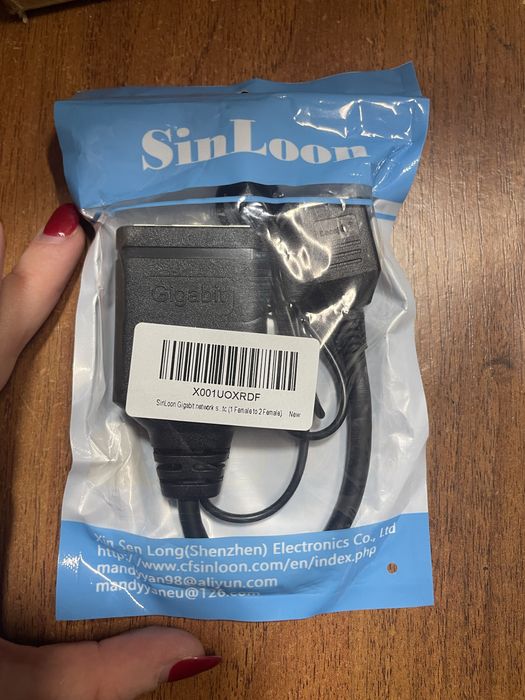 SinLoon
Gigabit
X001UOXRDF
SinLoon Gigabit network s...tc (1 Female to 2 Female) New
Xin Sen Long(Shenzhen) Electronics Co., Ltd
http://www.cfsinloon.com/en/index.php
mandyyan98@aliyun.com
mandyyaneu@126.com